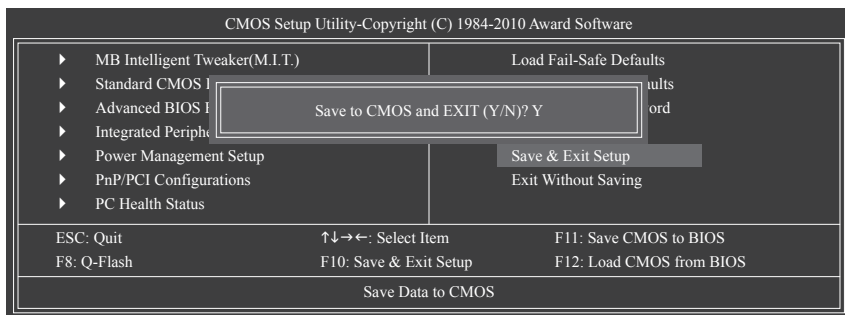 CMOS Setup Utility-Copyright (C) 1984-2010 Award Software
MB Intelligent Tweaker(M.I.T.)
Standard CMOS
Advanced BIOS
Integrated
Power Management Setup
PnP/PCI Configurations
PC Health Status
Load Fail-Safe Defaults
Save & Exit Setup
Exit Without Saving
Save to CMOS and EXIT (Y/N)? Y
ESC: Quit ↑↓→←: Select Item F11: Save CMOS to BIOS
F8: Q-Flash F10: Save & Exit Setup F12: Load CMOS from BIOS
Save Data to CMOS